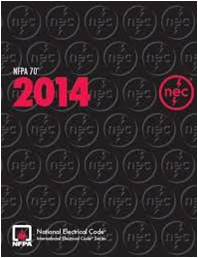 NFPA 70®
2014
nec
NFPA
National Electrical Code®
International Electrical Code® Series